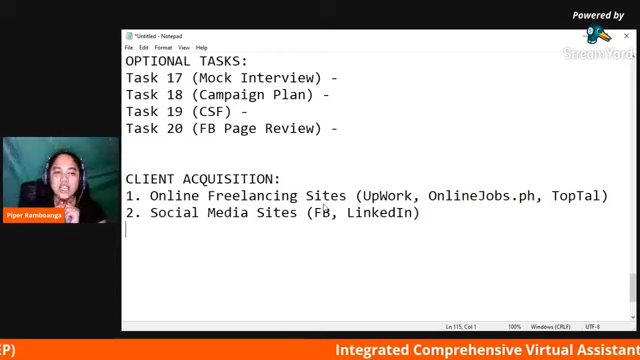 Powered by
StreamYard
*Untitled - Notepad
File Edit Format View Help
OPTIONAL TASKS:
Task 17 (Mock Interview) -
Task 18 (Campaign Plan) -
Task 19 (CSF) -
Task 20 (FB Page Review) -
CLIENT ACQUISITION:
1. Online Freelancing Sites (UpWork, OnlineJobs.ph, TopTal)
2. Social Media Sites (FB, LinkedIn)
Piper Ramboanga
Ln 115, Col 1 100% Windows (CRLF) UTF-8
EP) Integrated Comprehensive Virtual Assistan